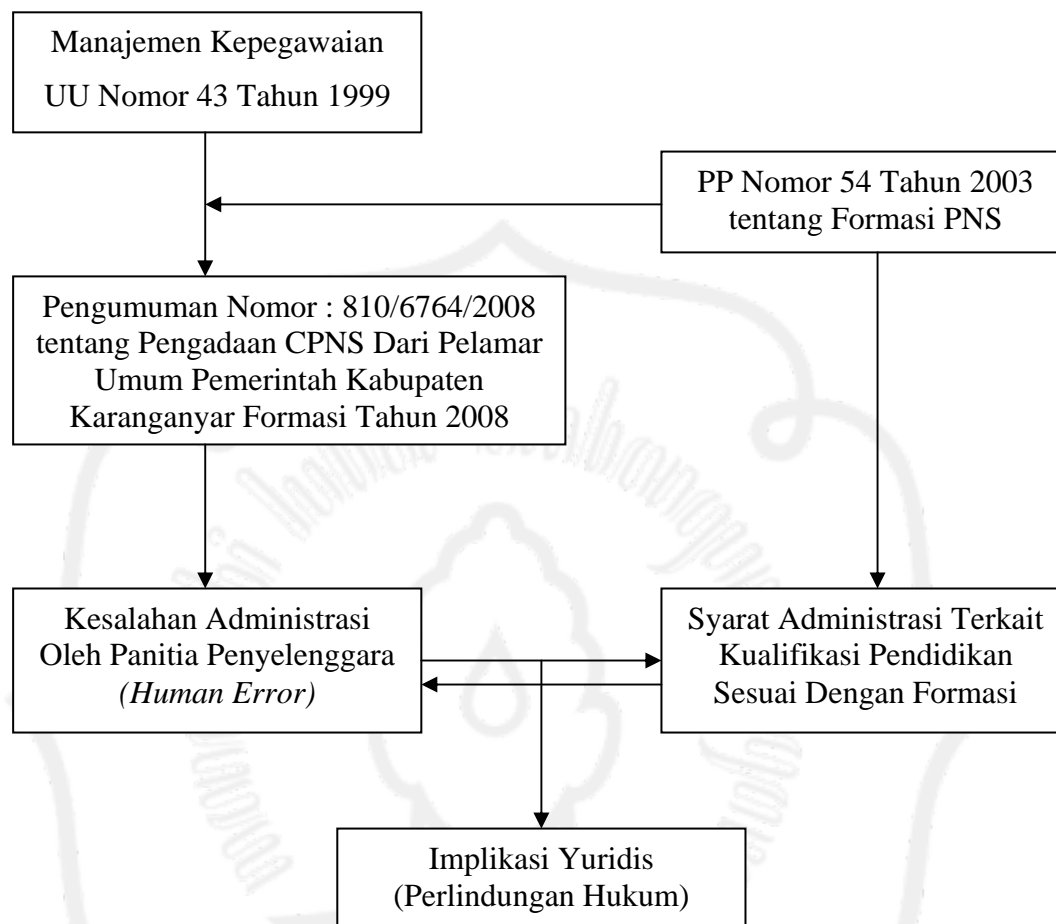 Manajemen Kepegawaian
UU Nomor 43 Tahun 1999
PP Nomor 54 Tahun 2003
tentang Formasi PNS
Pengumuman Nomor : 810/6764/2008
tentang Pengadaan CPNS Dari Pelamar
Umum Pemerintah Kabupaten
Karanganyar Formasi Tahun 2008
Kesalahan Administrasi
Oleh Panitia Penyelenggara
(Human Error)
Syarat Administrasi Terkait
Kualifikasi Pendidikan
Sesuai Dengan Formasi
Implikasi Yuridis
(Perlindungan Hukum)